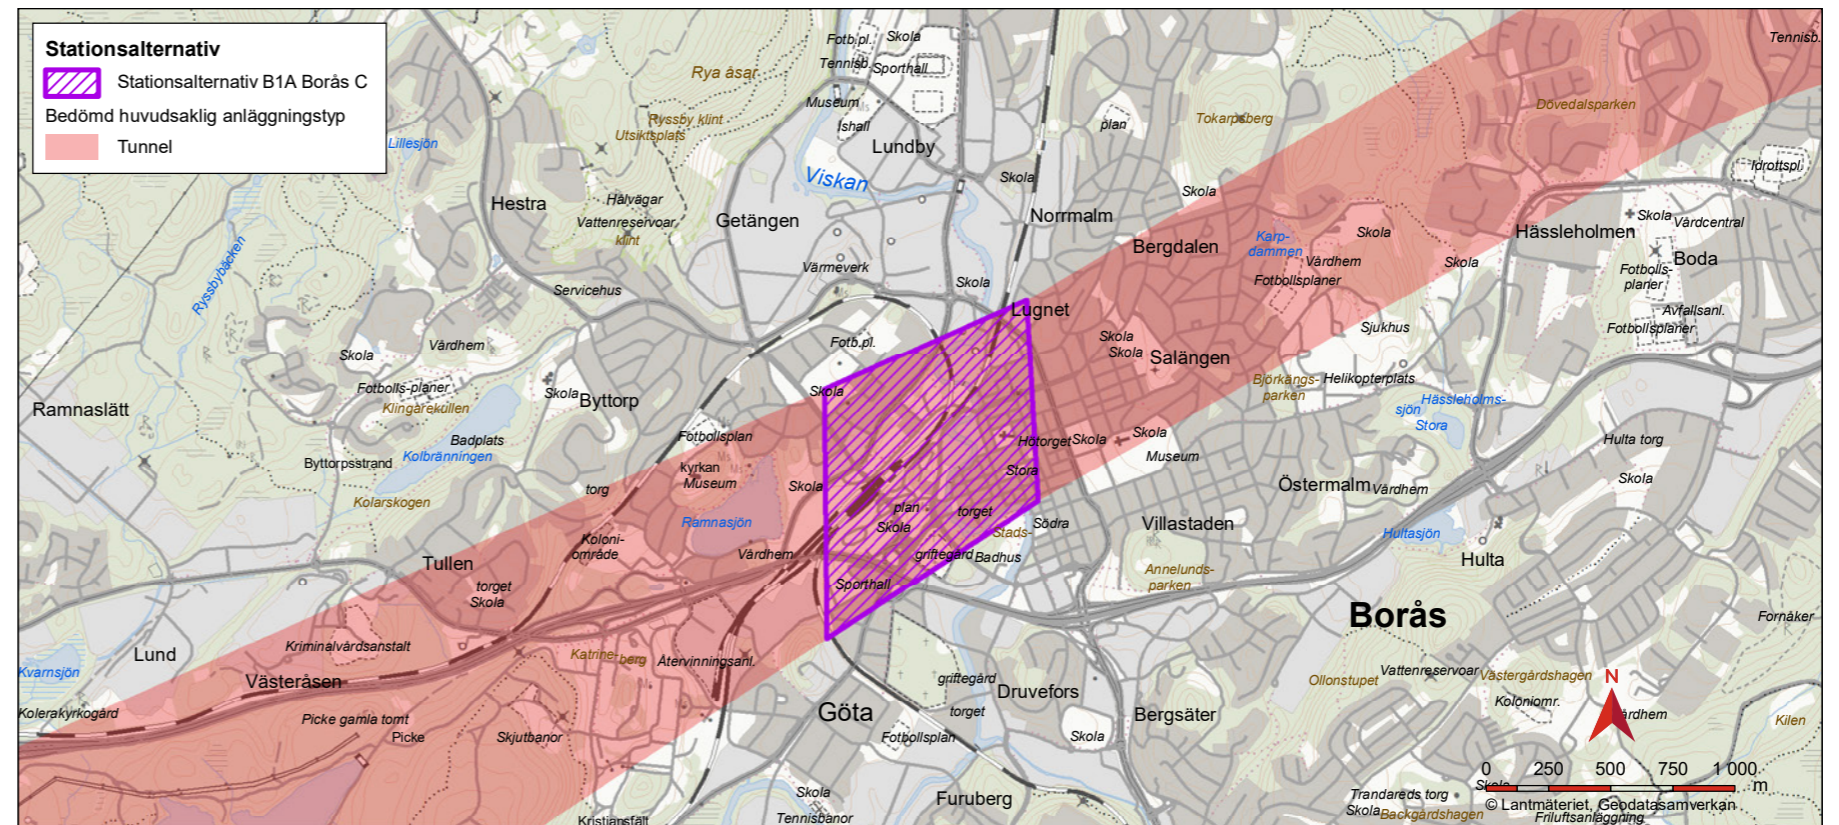 Stationsalternativ
Stationsalternativ B1A Borås C
Bedömd huvudsaklig anläggningstyp
Tunnel
Fotb.pl.
Skola
Tennisb.
Sporthall
Tennisb.
Rya åsar
Museum
Ishall
Ryssby klint
Utsiktsplats
Lillesjön
Lundby
plan
Tokarpsberg
Dövedalsparken
Idrottspl.
Viskan
Skola
Skola
Hestra
Hålvägar
Vattenreservoar
klint
Getängen
Norrmalm
Bergdalen
Karp-
dammen
Skola
Hässleholmen
Skola
Vårdcentral
Ryssbybäcken
Värmeverk
Vårdhem
Skola
Boda
Servicehus
Skola
Fotbollsplaner
Fotbolls-
planer
Lugnet
Avfallsanl.
Fotbollsplaner
Skola
Vårdhem
Fotb.pl.
Skola
Skola
Salängen
Sjukhus
Fotbolls-planer
Klingärekullen
Skola
Byttorp
Skola
Björkängs-
parken
Helikopterplats
Hässleholms-
sjön
Stora
Ramnaslätt
Badplats
Kolbränningen
Fotbollsplan
Hötorget
Skola
Skola
Museum
Hulta torg
Byttorpsstrand
kyrkan
Museum
Stora
Skola
Kolarskogen
torg
Skola
plan
torget
Östermalm
Vårdhem
Ramnasjön
Skola
Södra
Stads-
Villastaden
Hultasjön
Koloni-
område
Vårdhem
griftegård
Badhus
Hulta
Tullen
torget
Skola
Sporthall
Annelunds-
parken
Borås
Fornåker
Lund
Kriminalvårdsanstalt
Katrine-
berg
Återvinningsanl.
Kvarnsjön
Västeråsen
griftegård
Druvefors
Ollonstupet
Vattenreservoar
Västergårdshagen
N
Kolerakyrkogård
Picke gamla tomt
Picke
Skjutbanor
Göta
torget
Bergsäter
Koloniomr.
Kilen
Fotbollsplan
Skola
0 250 500 750 1 000
m
Skola
Tennisbanor
Furuberg
Trandareds torg
Skola
Backgårdshagen
© Lantmäteriet, Geodatasamverkan
Friluftsanläggning
Kristiansfält